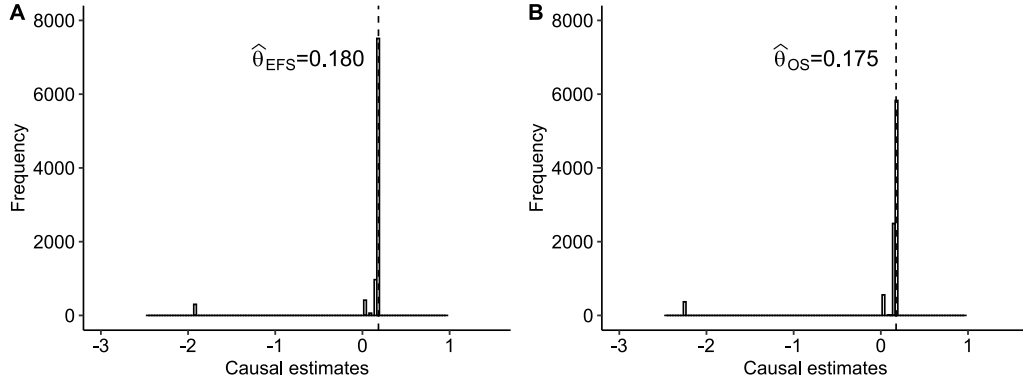 A
8000
6000
4000
2000
0
Frequency
θ̂EFS=0.180
-3 -2 -1 0 1
Causal estimates
B
8000
6000
4000
2000
0
Frequency
θ̂OS=0.175
-3 -2 -1 0 1
Causal estimates